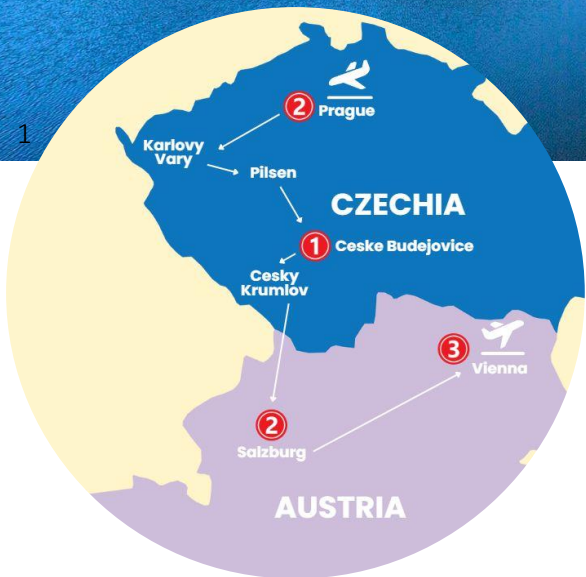 1
2 Prague
Karlovy
Vary
Pilsen
CZECHIA
1 Ceske Budejovice
Cesky
Krumlov
3
Vienna
2
Salzburg
AUSTRIA